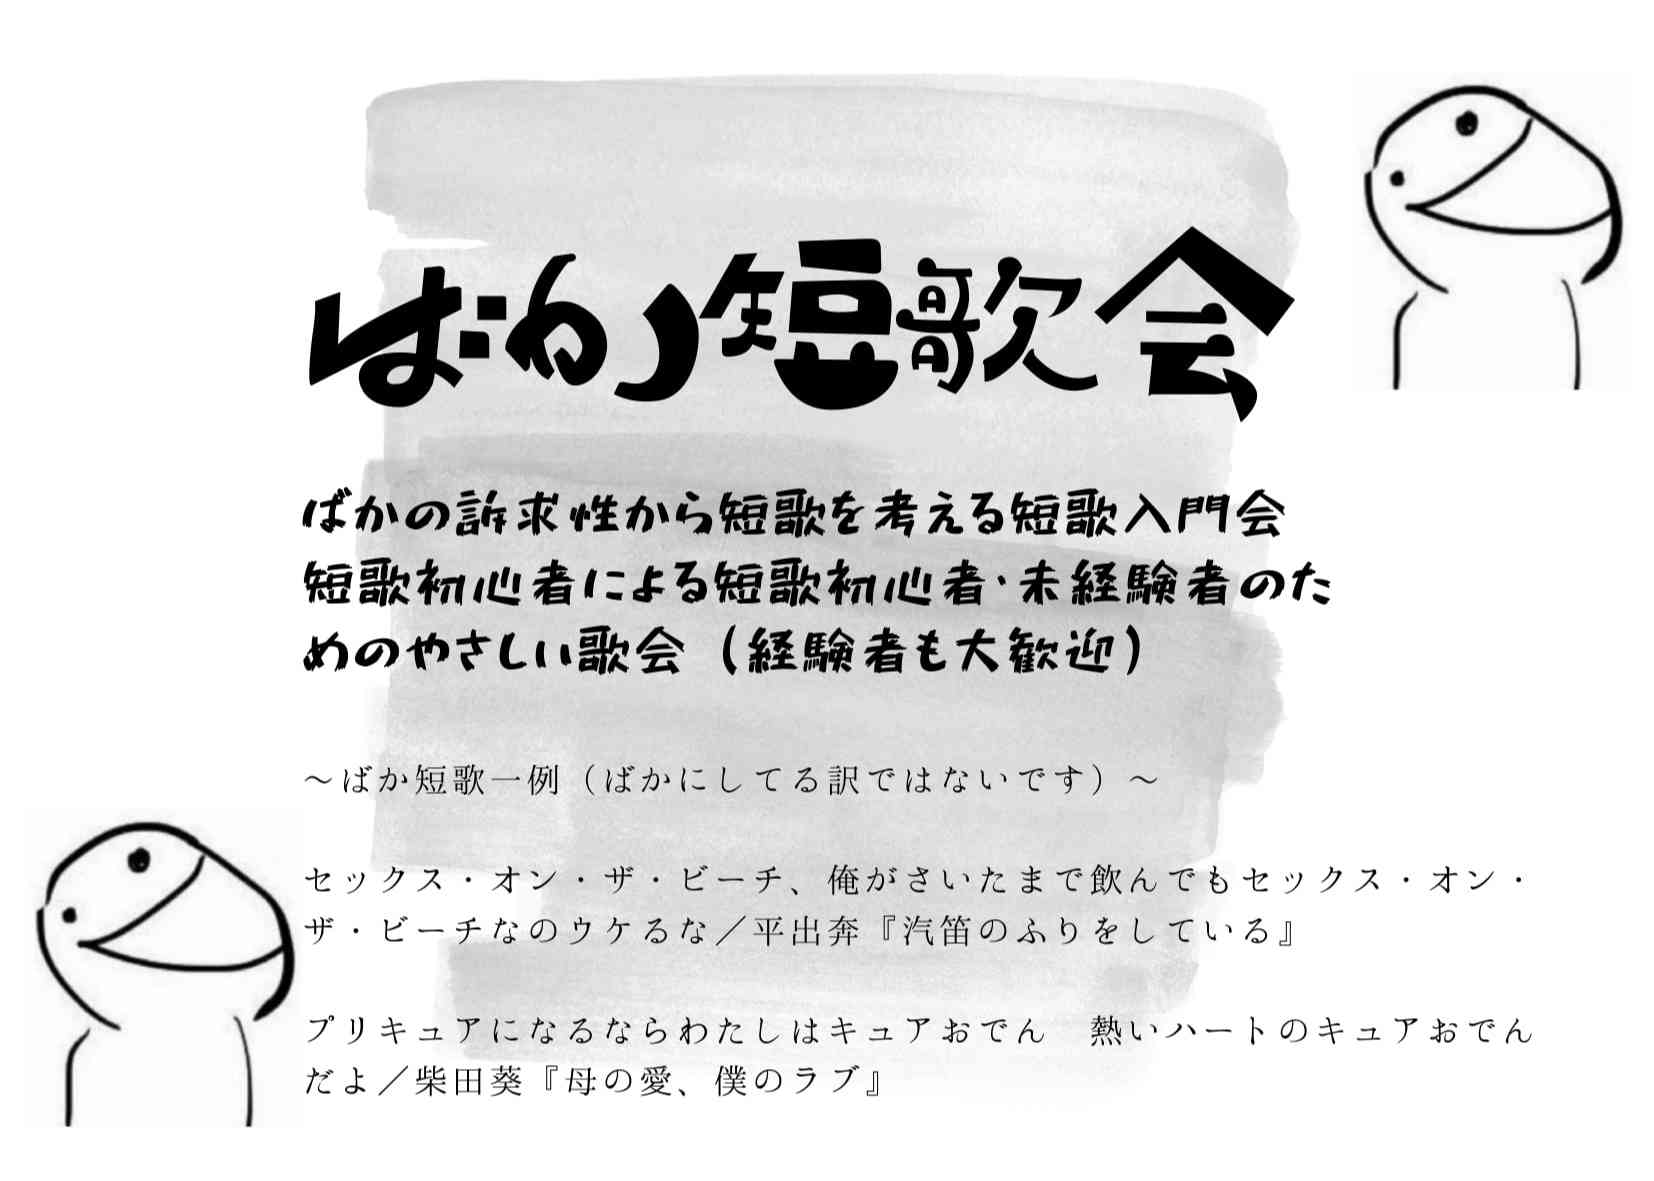 ばか短歌会
ばかの訴求性から短歌を考える短歌入門会
短歌初心者による短歌初心者・未経験者のた
めのやさしい歌会（経験者も大歓迎）
～ばか短歌一例（ばかにしてる訳ではないです）～
セックス・オン・ザ・ビーチ、俺がさいたまで飲んでもセックス・オン・
ザ・ビーチなのウケるな／平出奔『汽笛のふりをしている』
プリキュアになるならわたしはキュアおでん　熱いハートのキュアおでん
だよ／柴田葵『母の愛、僕のラブ』